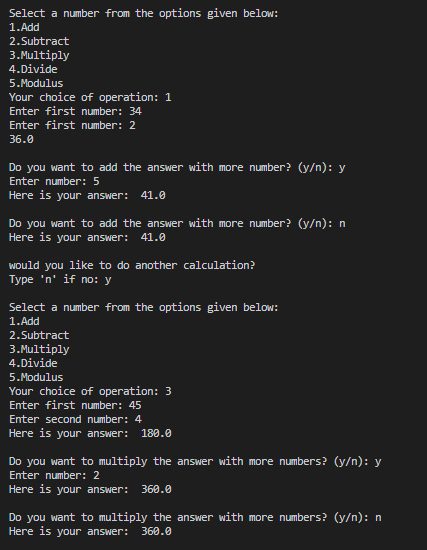 Select a number from the options given below:
1.Add
2.Subtract
3.Multiply
4.Divide
5.Modulus
Your choice of operation: 1
Enter first number: 34
Enter first number: 2
36.0
Do you want to add the answer with more number? (y/n): y
Enter number: 5
Here is your answer:  41.0
Do you want to add the answer with more number? (y/n): n
Here is your answer:  41.0
would you like to do another calculation?
Type 'n' if no: y
Select a number from the options given below:
1.Add
2.Subtract
3.Multiply
4.Divide
5.Modulus
Your choice of operation: 3
Enter first number: 45
Enter second number: 4
Here is your answer:  180.0
Do you want to multiply the answer with more numbers? (y/n): y
Enter number: 2
Here is your answer:  360.0
Do you want to multiply the answer with more numbers? (y/n): n
Here is your answer:  360.0